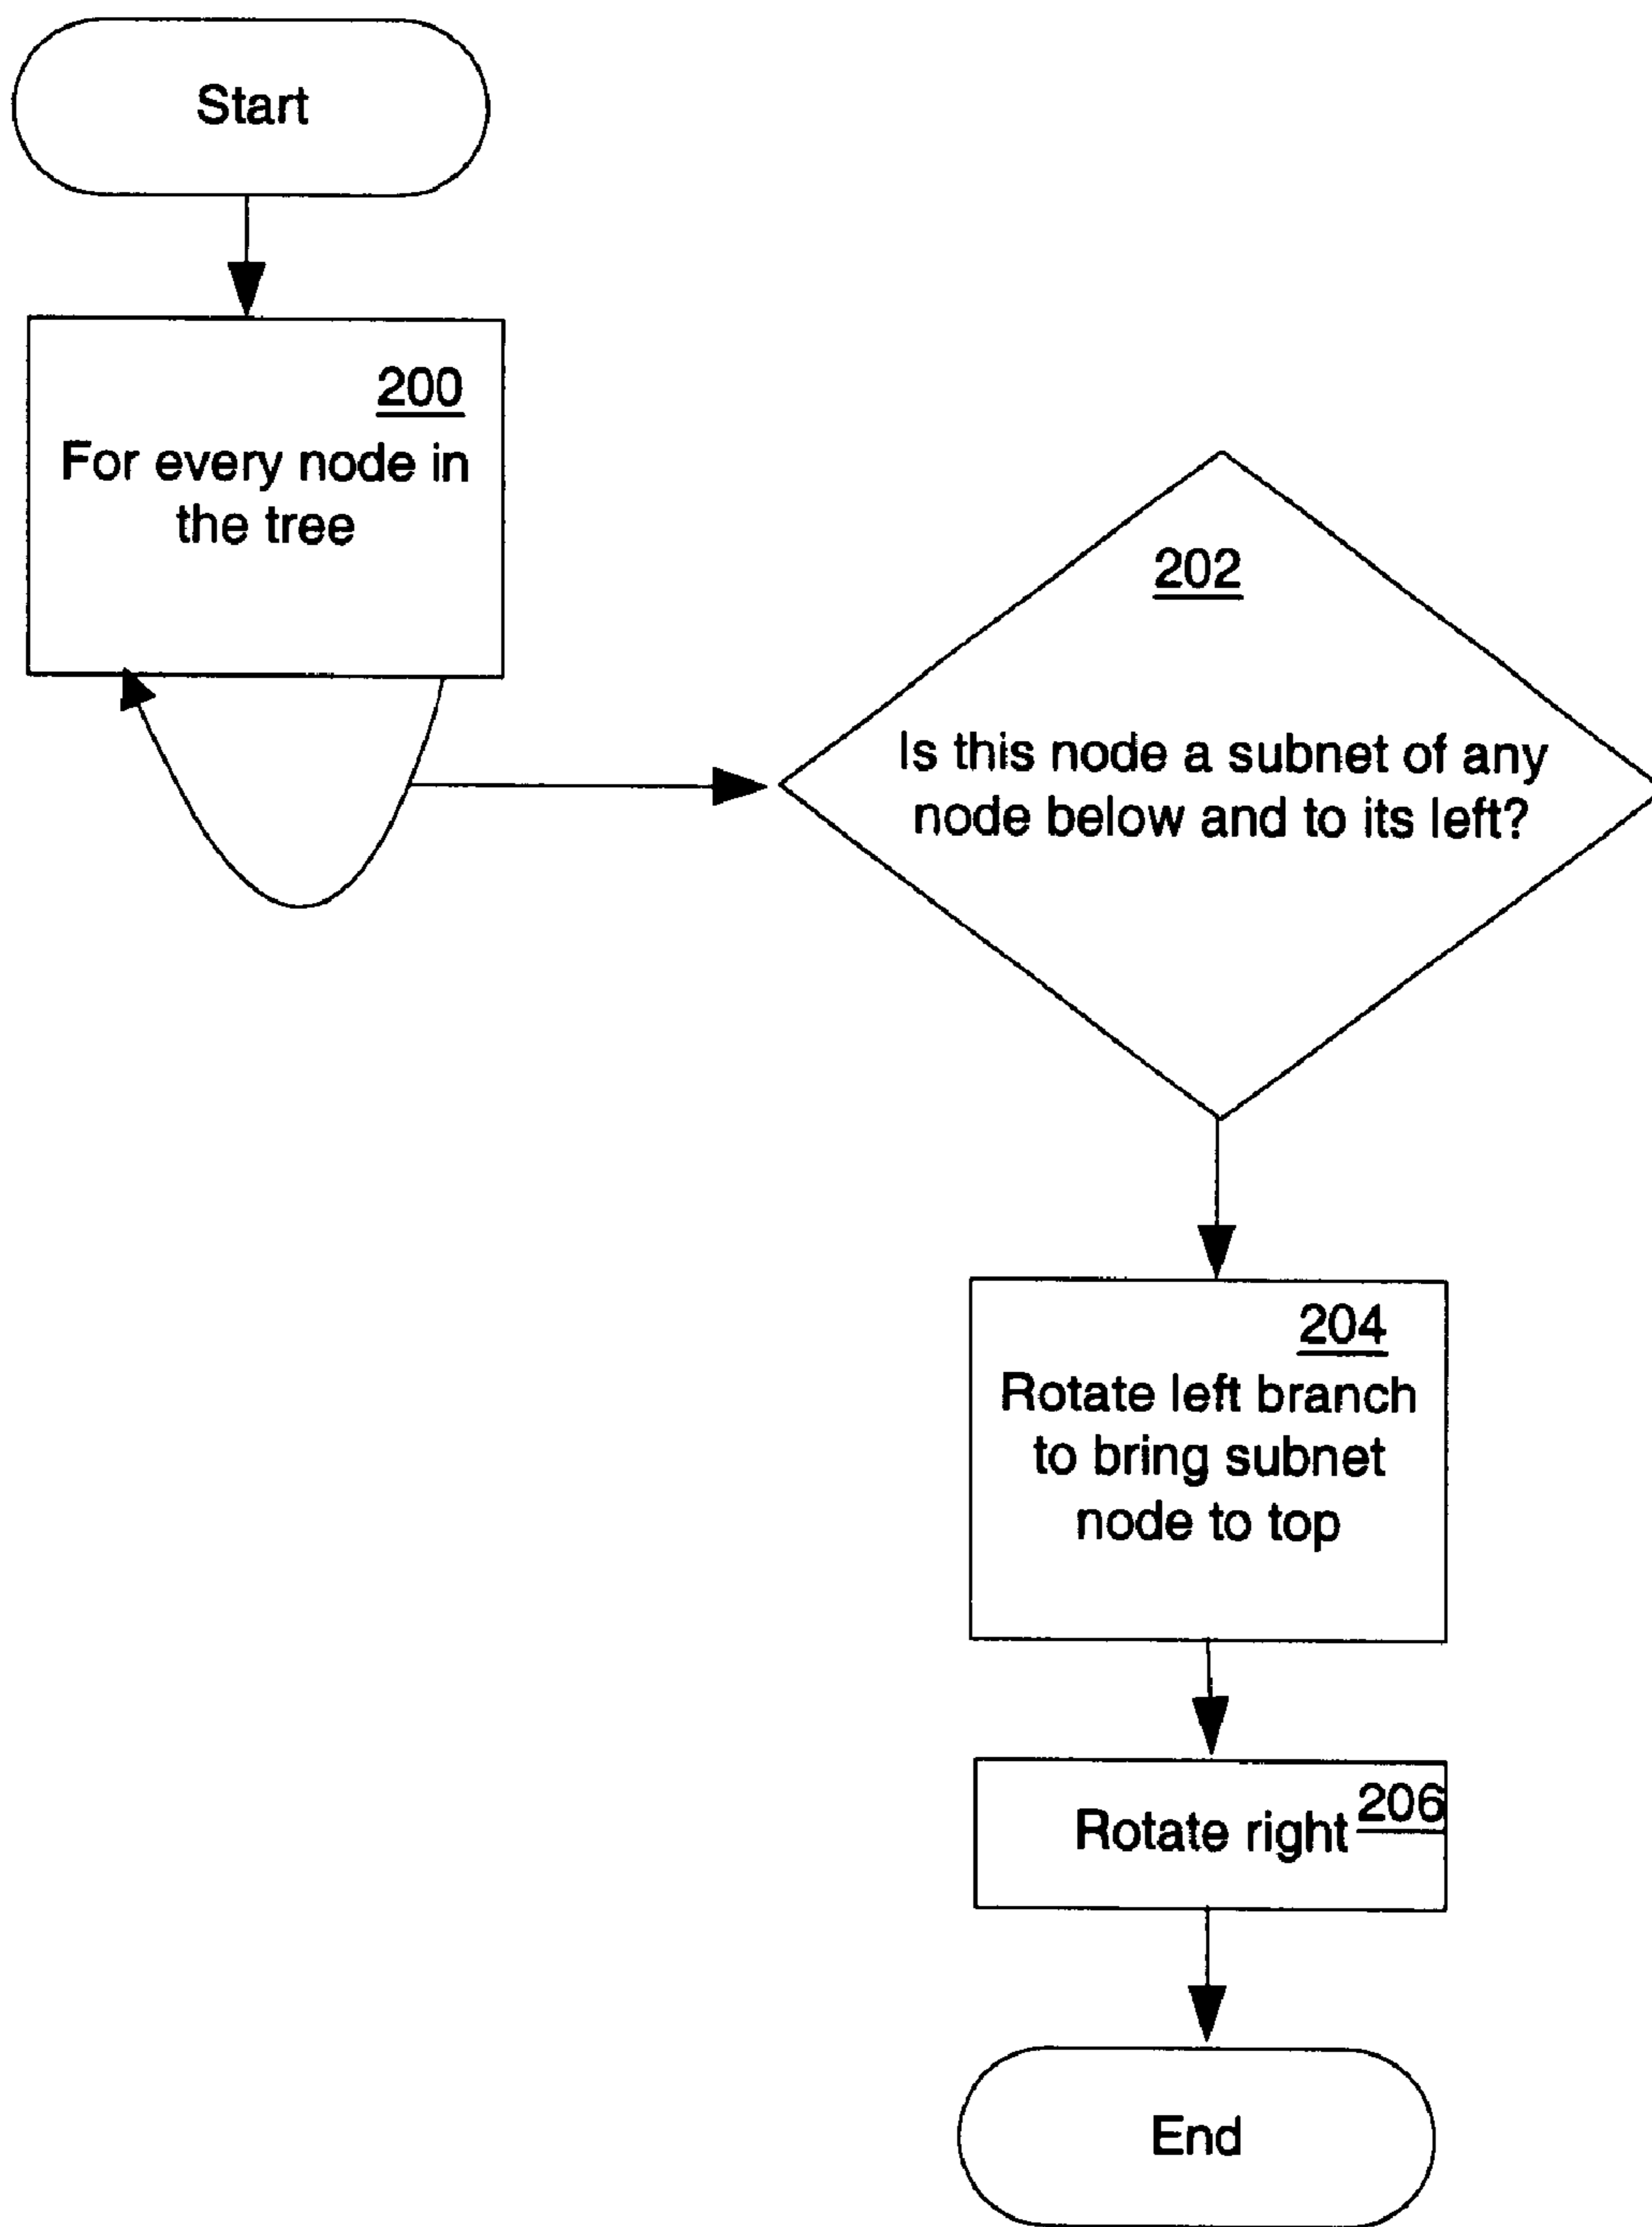 Start
200
For every node in
the tree
202
Is this node a subnet of any
node below and to its left?
204
Rotate left branch
to bring subnet
node to top
Rotate right 206
End